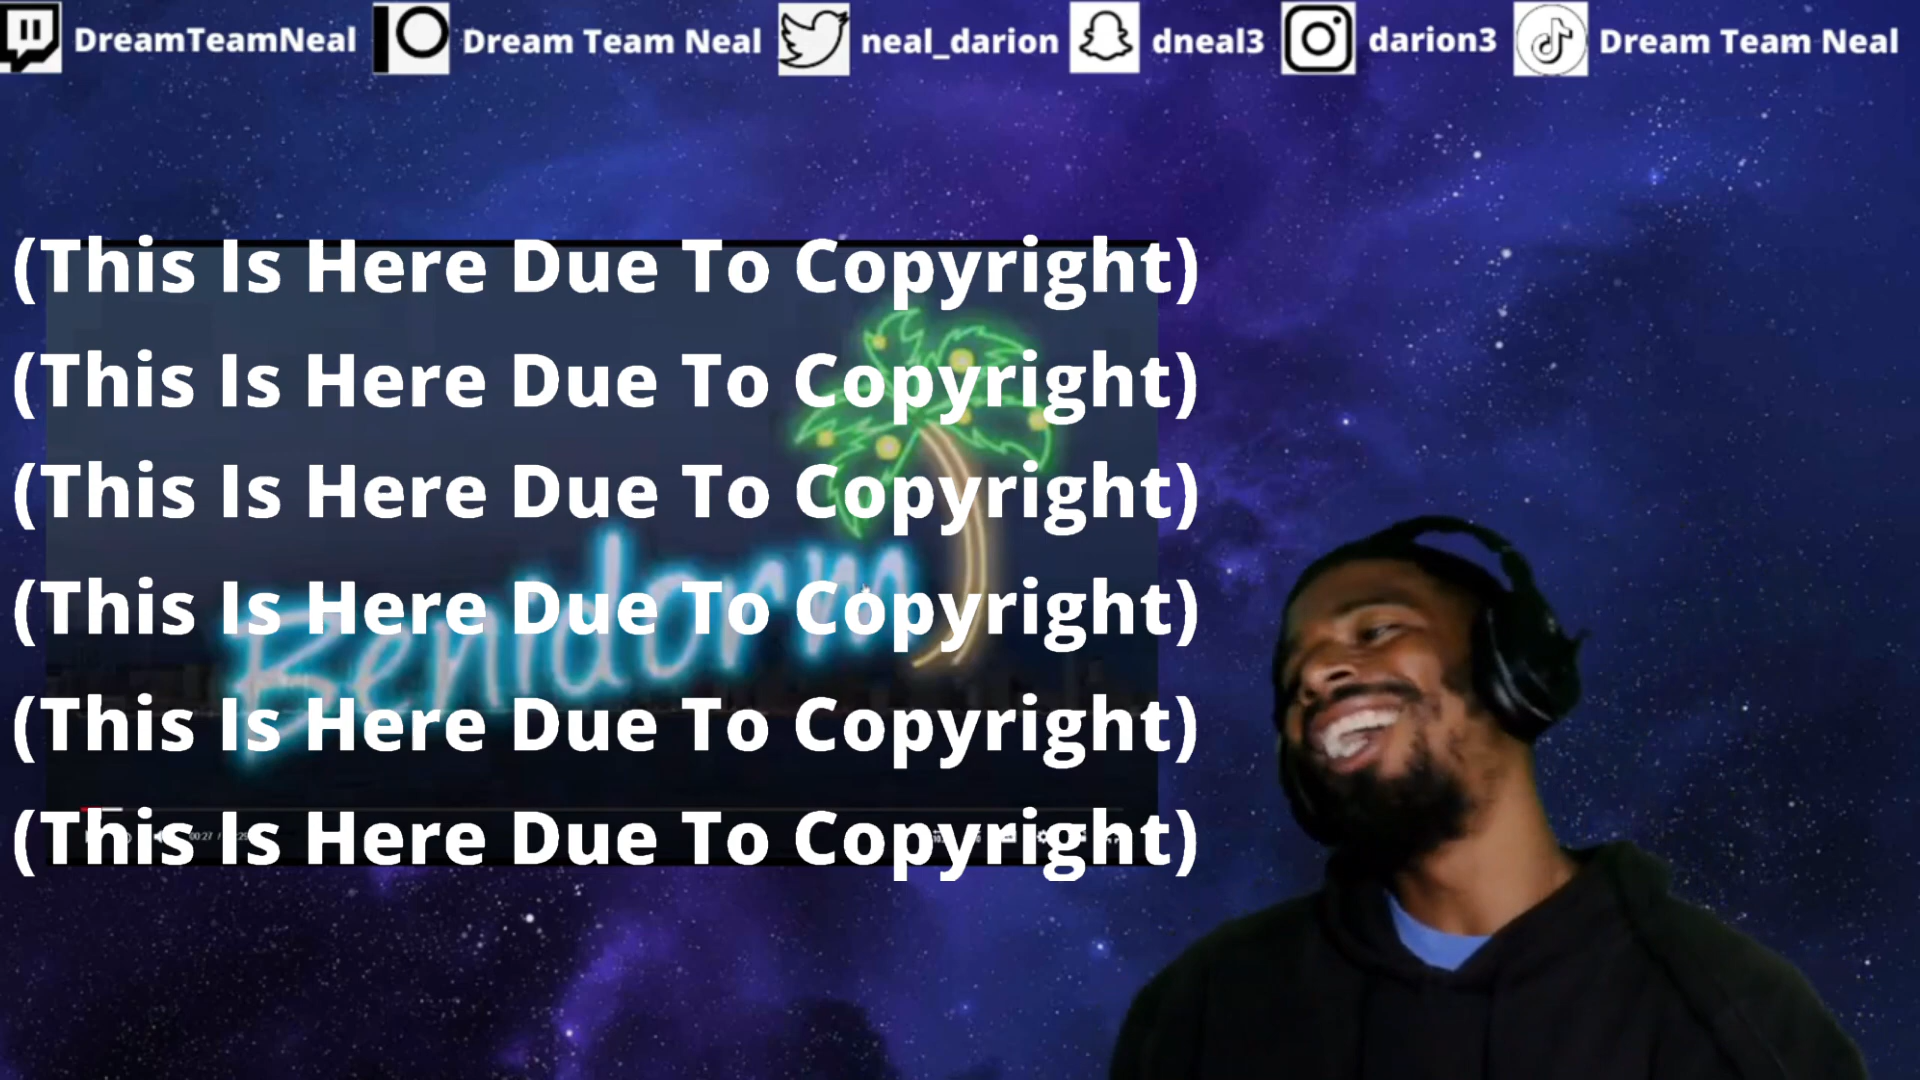 DreamTeamNeal Dream Team Neal neal_darion dneal3 darion3 Dream Team Neal
(This Is Here Due To Copyright)
(This Is Here Due To Copyright)
(This Is Here Due To Copyright)
(This Is Here Due To Copyright)
Benidorm
(This Is Here Due To Copyright)
(This Is Here Due To Copyright)
00:27 /